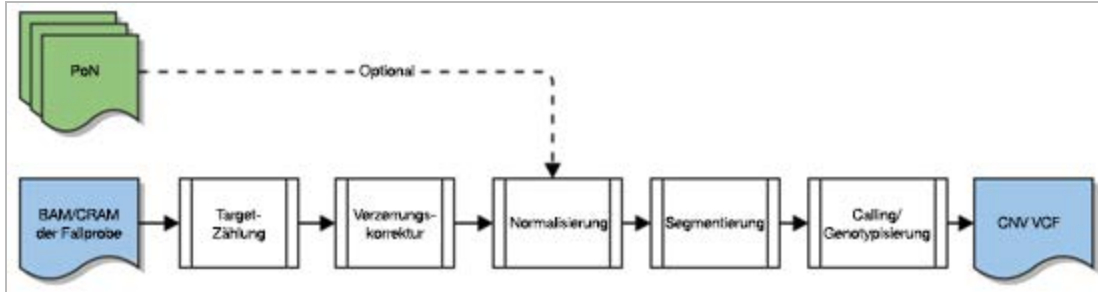 PoN
Optional
BAM/CRAM
der Fallprobe
Target-
Zählung
Verzerrungs-
korrektur
Normalisierung
Segmentierung
Calling/
Genotypisierung
CNV VCF